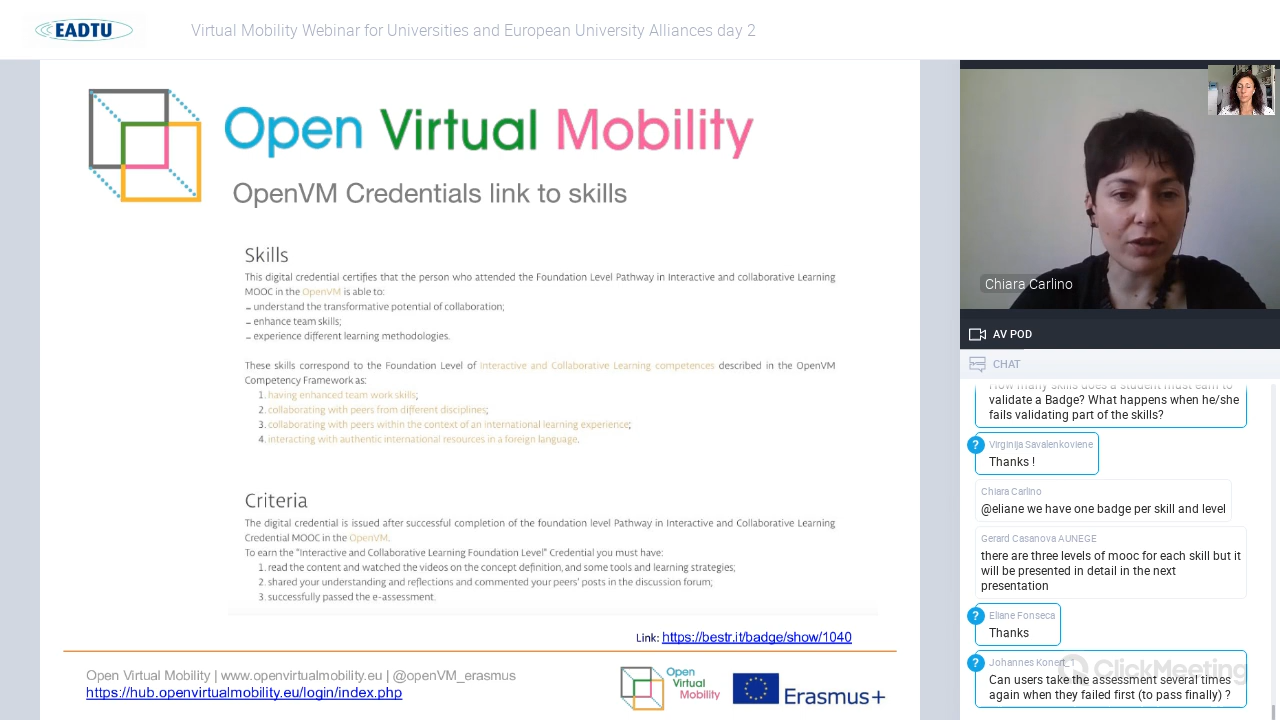 EADTU
Virtual Mobility Webinar for Universities and European University Alliances day 2
Open Virtual Mobility
OpenVM Credentials link to skills
Skills
This digital credential certifies that the person who attended the Foundation Level Pathway in Interactive and collaborative Learning
MOOC in the OpenVM is able to:
– understand the transformative potential of collaboration;
– enhance team skills;
– experience different learning methodologies.
These skills correspond to the Foundation Level of Interactive and Collaborative Learning competences described in the OpenVM
Competency Framework as:
1. having enhanced team work skills;
2. collaborating with peers from different disciplines;
3. collaborating with peers within the context of an international learning experience;
4. interacting with authentic international resources in a foreign language.
Criteria
The digital credential is issued after successful completion of the foundation level Pathway in Interactive and Collaborative Learning
Credential MOOC in the OpenVM.
To earn the "Interactive and Collaborative Learning Foundation Level" Credential you must have:
1. read the content and watched the videos on the concept definition, and some tools and learning strategies;
2. shared your understanding and reflections and commented your peers' posts in the discussion forum;
3. successfully passed the e-assessment.
Link: https://bestr.it/badge/show/1040
Open Virtual Mobility | www.openvirtualmobility.eu | @openVM_erasmus
https://hub.openvirtualmobility.eu/login/index.php
Open
Virtual
Mobility
Erasmus+
Chiara Carlino
AV POD
CHAT
How many skills does a student must earn to
validate a Badge? What happens when he/she
fails validating part of the skills?
?
Virginija Savalenkoviene
Thanks !
Chiara Carlino
@eliane we have one badge per skill and level
Gerard Casanova AUNEGE
there are three levels of mooc for each skill but it
will be presented in detail in the next
presentation
?
Eliane Fonseca
Thanks
?
Johannes Konert_1
ClickMeeting
Can users take the assessment several times
again when they failed first (to pass finally) ?